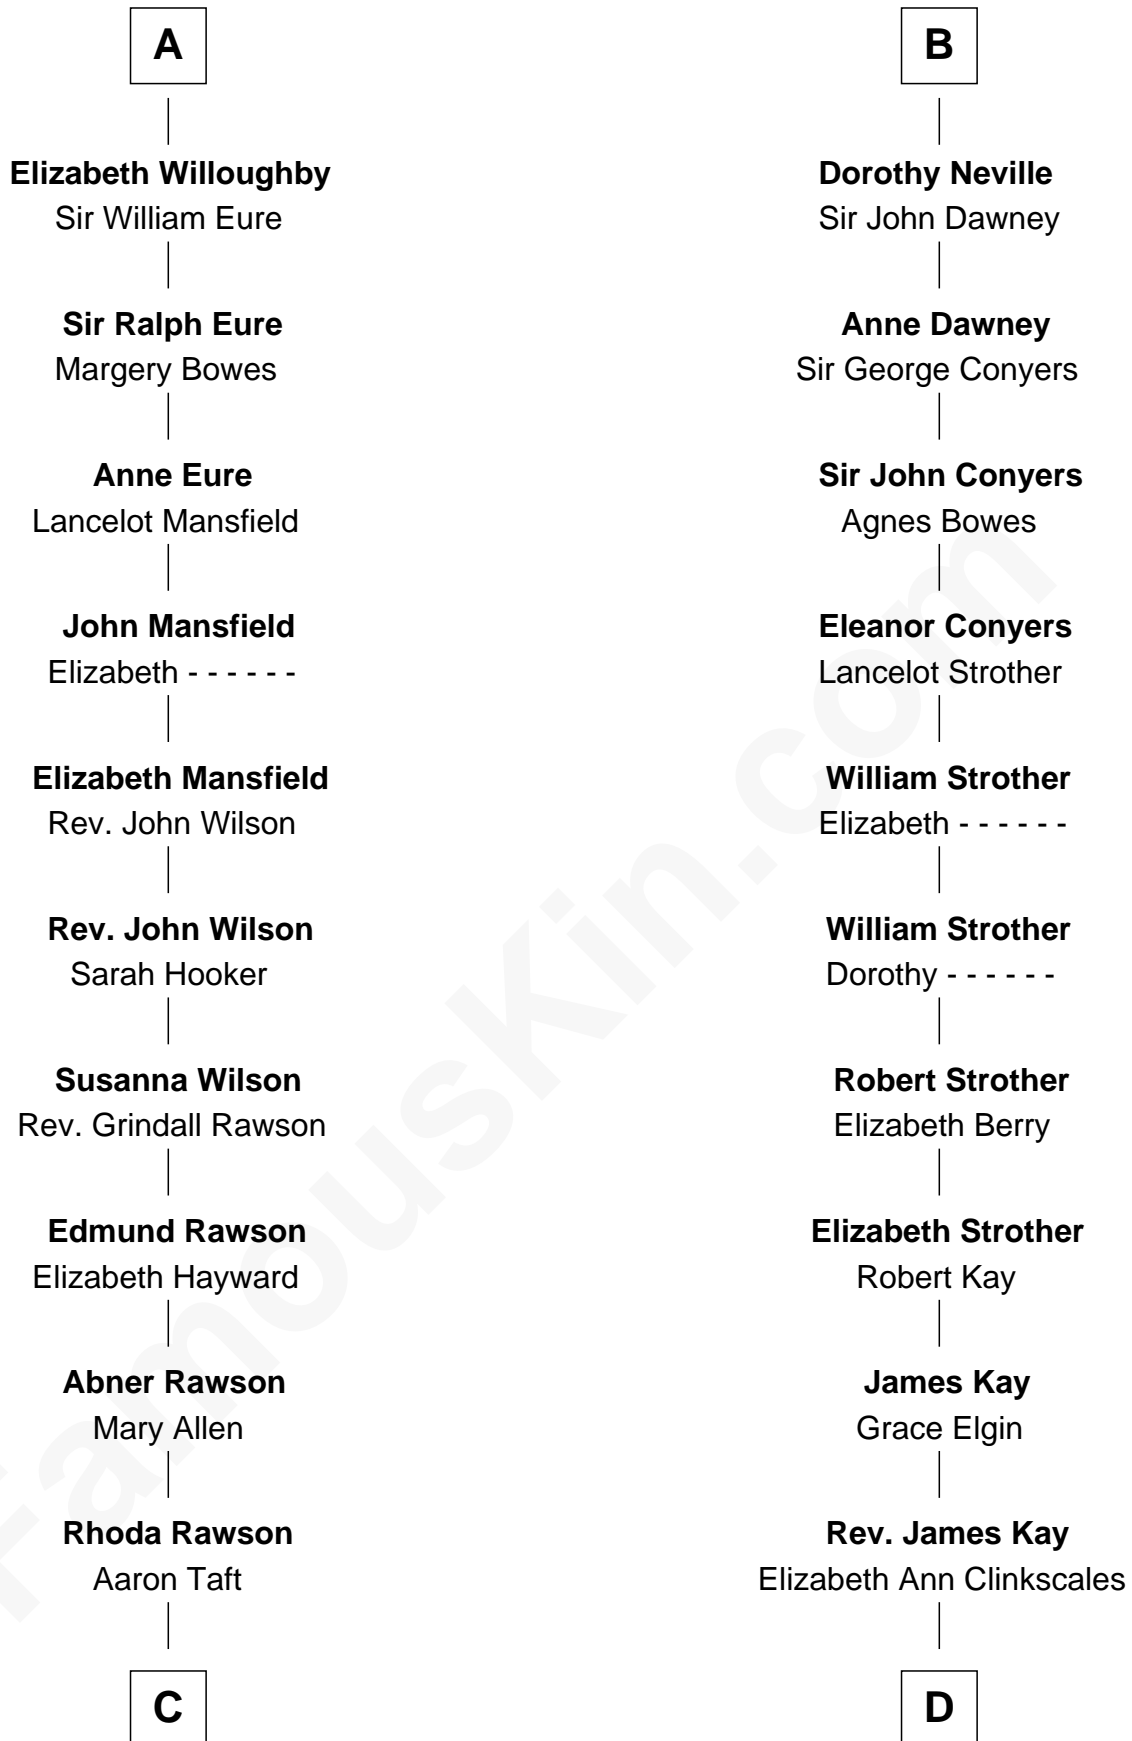 A
Elizabeth Willoughby
Sir William Eure
Sir Ralph Eure
Margery Bowes
Anne Eure
Lancelot Mansfield
John Mansfield
Elizabeth - - - - - -
Elizabeth Mansfield
Rev. John Wilson
Rev. John Wilson
Sarah Hooker
Susanna Wilson
Rev. Grindall Rawson
Edmund Rawson
Elizabeth Hayward
Abner Rawson
Mary Allen
Rhoda Rawson
Aaron Taft
C
B
Dorothy Neville
Sir John Dawney
Anne Dawney
Sir George Conyers
Sir John Conyers
Agnes Bowes
Eleanor Conyers
Lancelot Strother
William Strother
Elizabeth - - - - - -
William Strother
Dorothy - - - - - -
Robert Strother
Elizabeth Berry
Elizabeth Strother
Robert Kay
James Kay
Grace Elgin
Rev. James Kay
Elizabeth Ann Clinkscales
D
FamousKin.com